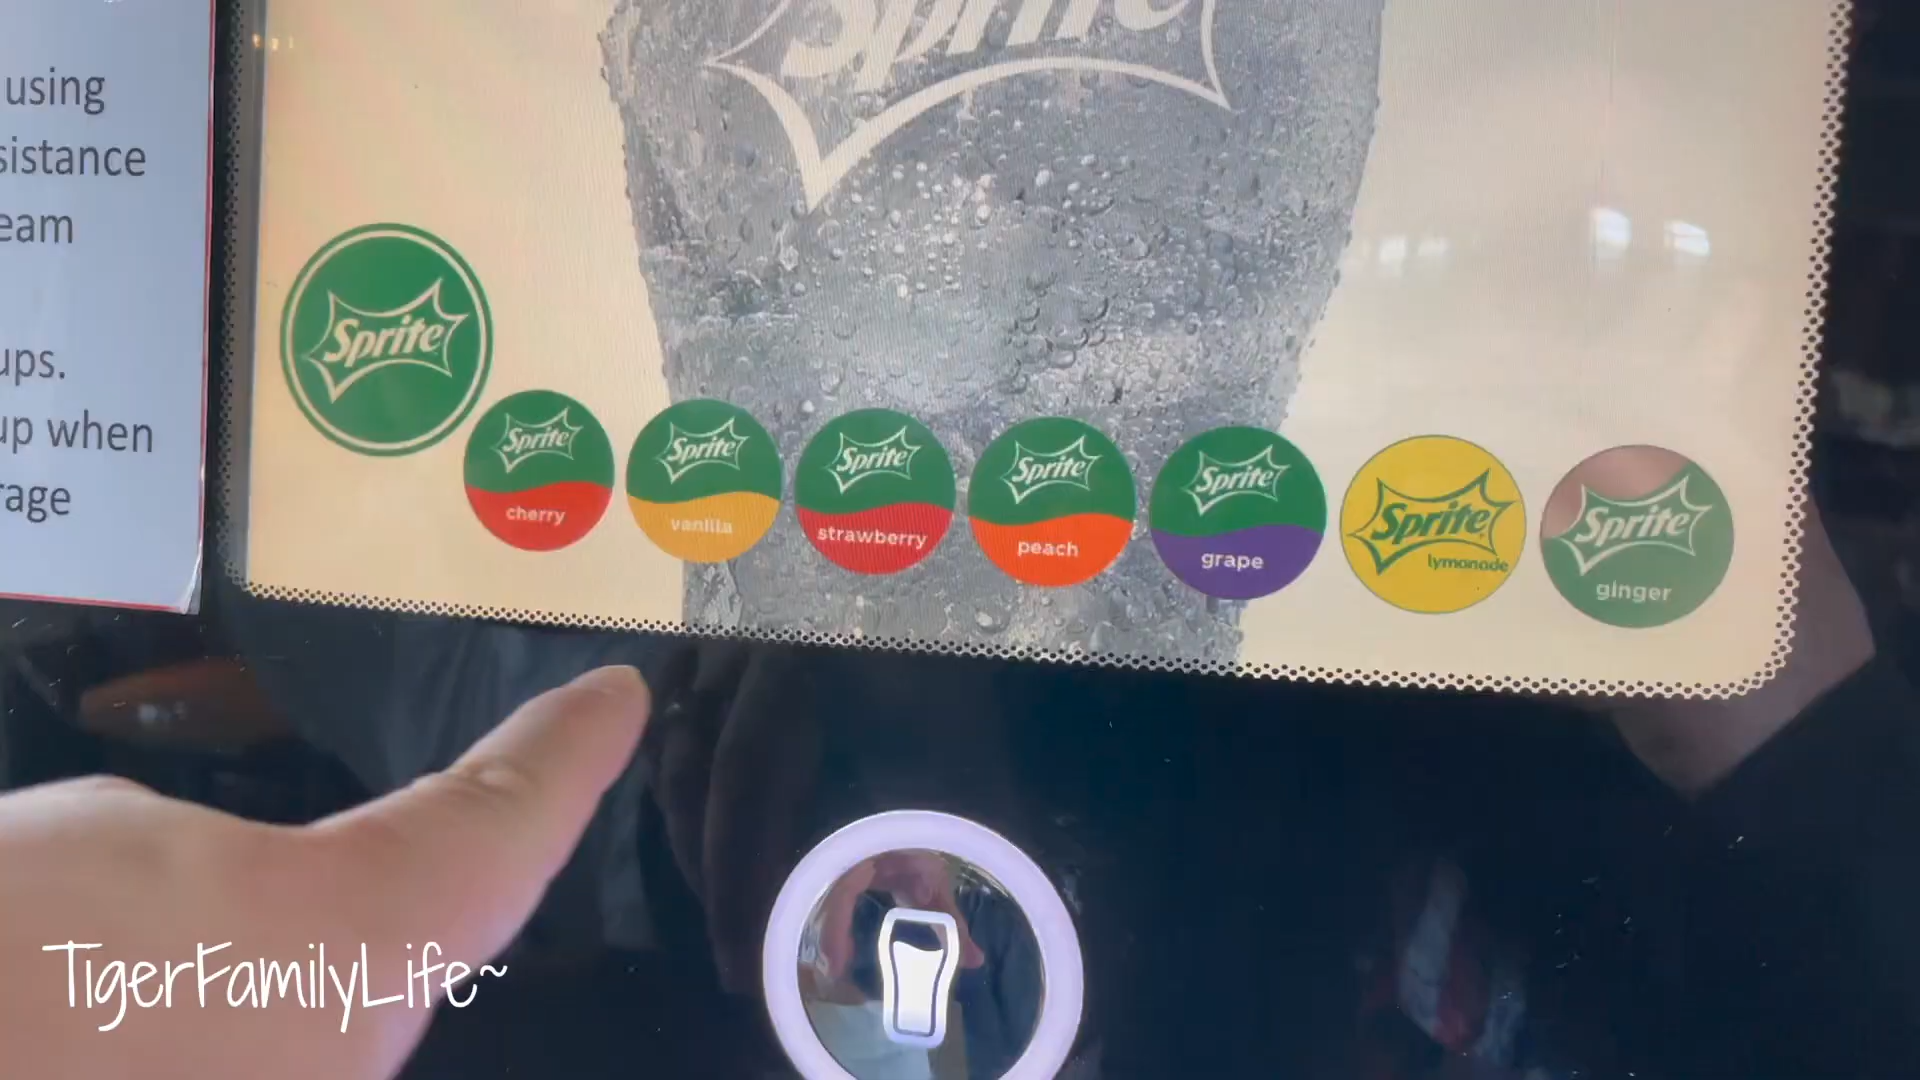 using
sistance
eam
ups.
up when
rage
Sprite
Sprite
Sprite
cherry
Sprite
vanilla
Sprite
strawberry
Sprite
peach
Sprite
grape
Sprite
lymonade
Sprite
ginger
TigerFamilyLife~